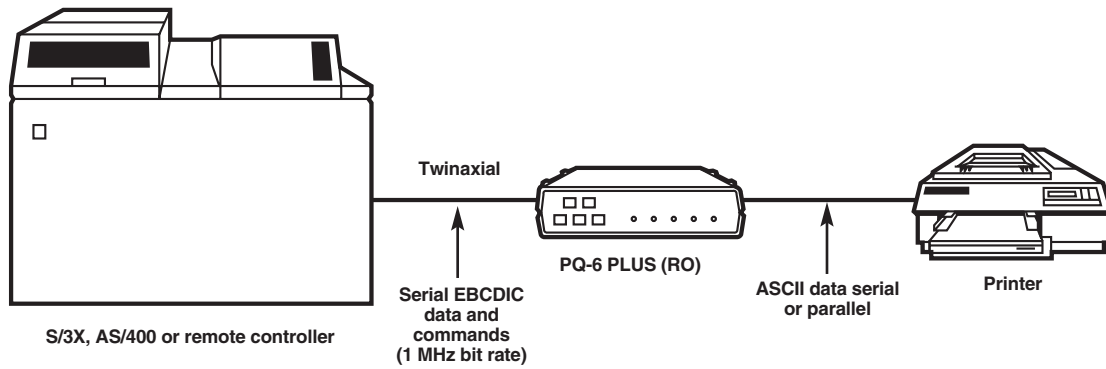 Twinaxial
PQ-6 PLUS (RO)
Serial EBCDIC
data and
commands
(1 MHz bit rate)
ASCII data serial
or parallel
Printer
S/3X, AS/400 or remote controller